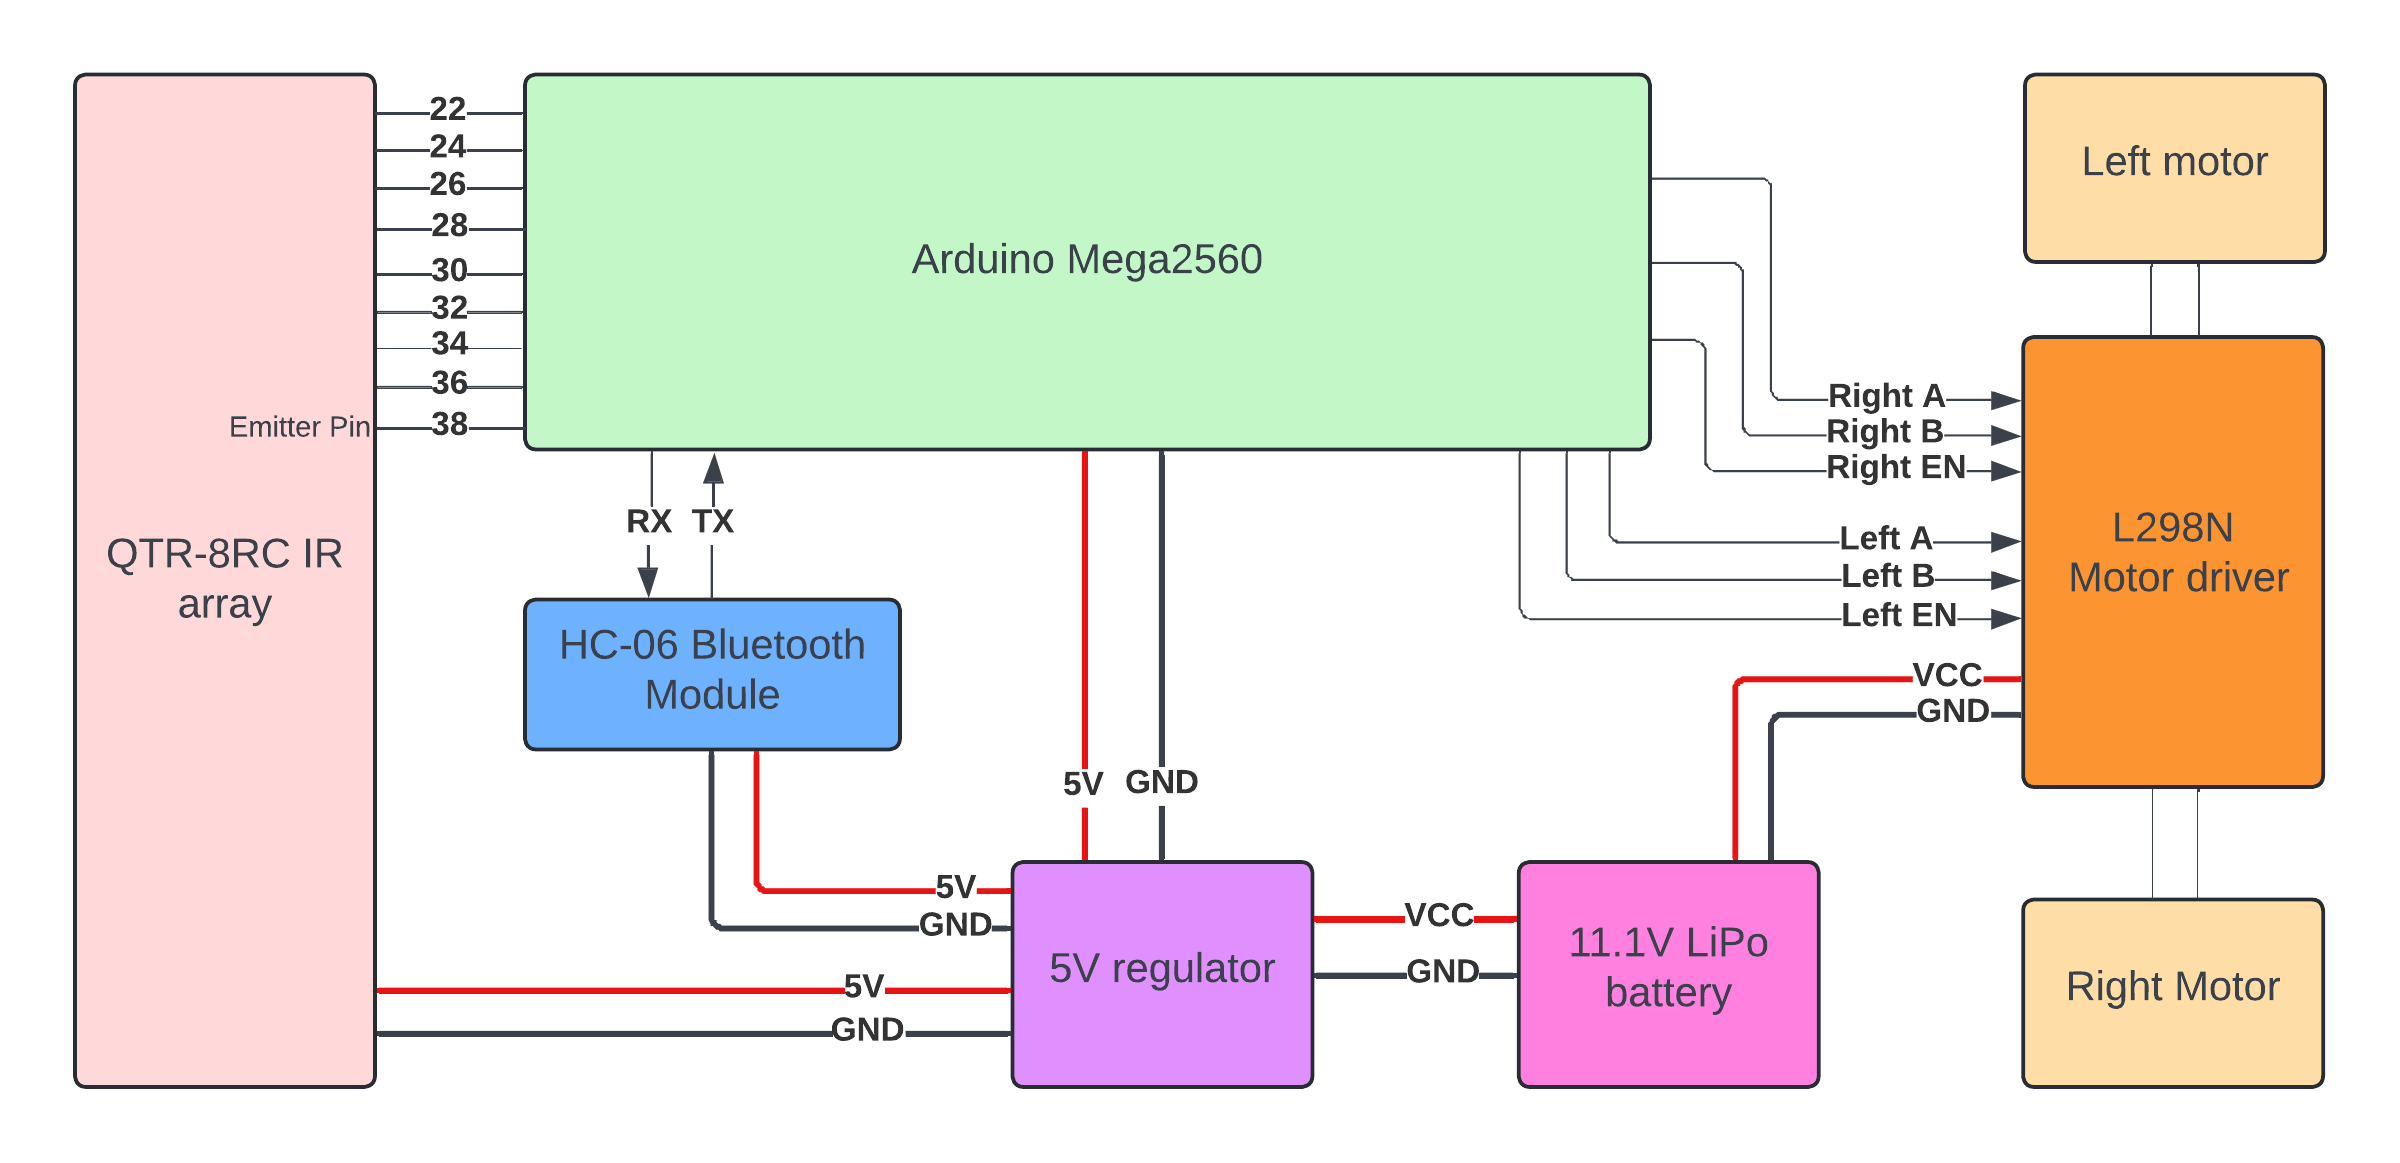 22
24
26
28
30
32
34
36
Emitter Pin
38
QTR-8RC IR
array
Arduino Mega2560
Left motor
Right A
Right B
Right EN
Left A
Left B
Left EN
VCC
GND
L298N
Motor driver
RX
TX
HC-06 Bluetooth
Module
5V
GND
5V
GND
5V
GND
5V regulator
VCC
GND
11.1V LiPo
battery
Right Motor